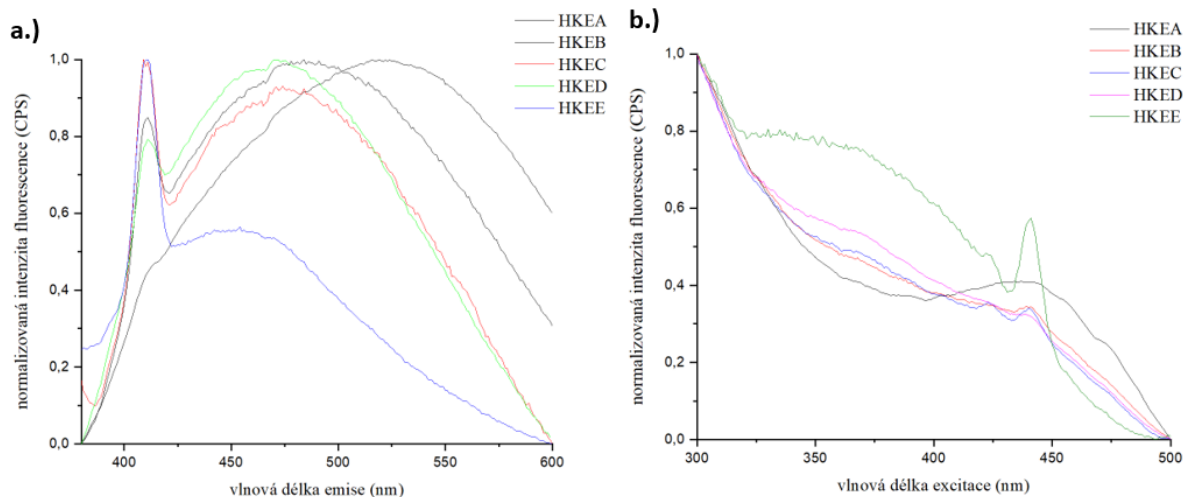 a.)
HKEA
HKEB
HKEC
HKED
HKEE
normalizovaná intenzita fluorescence (CPS)
1,0
0,8
0,6
0,4
0,2
0,0
400
450
500
550
600
vlnová délka emise (nm)
b.)
HKEA
HKEB
HKEC
HKED
HKEE
normalizovaná intenzita fluorescence (CPS)
1,0
0,8
0,6
0,4
0,2
0,0
300
350
400
450
500
vlnová délka excitace (nm)